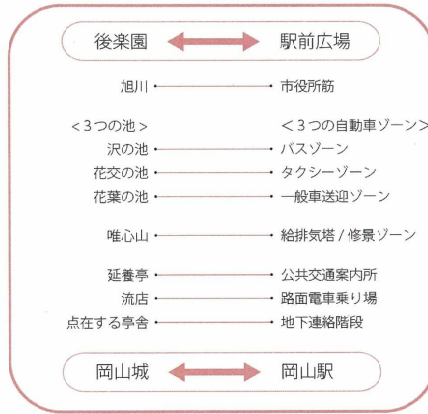 後楽園 駅前広場
旭川 市役所筋
<3つの池> <3つの自動車ゾーン>
沢の池 バスゾーン
花交の池 タクシーゾーン
花葉の池 一般車送迎ゾーン
唯心山 給排気塔/修景ゾーン
延養亭 公共交通案内所
流店 路面電車乗り場
点在する亭舎 地下連絡階段
岡山城 岡山駅